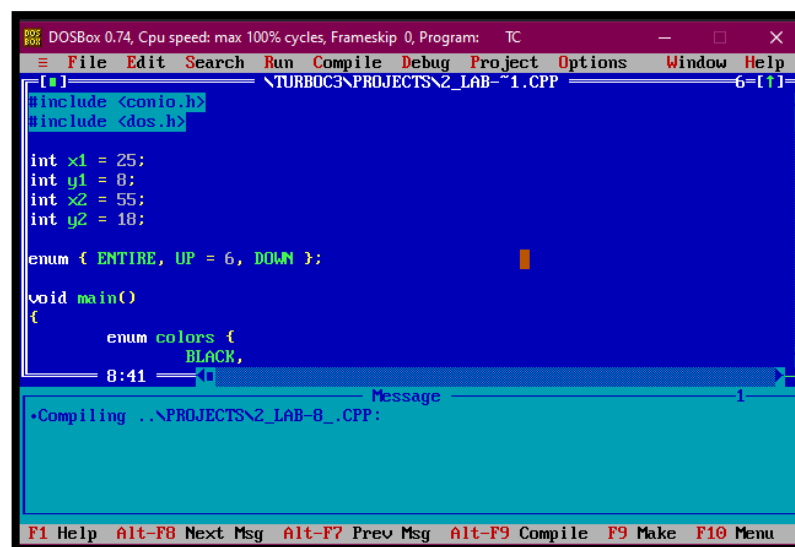 DOSBox 0.74, Cpu speed: max 100% cycles, Frameskip 0, Program: TC
≡ File Edit Search Run Compile Debug Project Options Window Help
[■] \TURBOC3\PROJECTS\2_LAB-~1.CPP 6=[↑]
#include <conio.h>
#include <dos.h>
int x1 = 25;
int y1 = 8;
int x2 = 55;
int y2 = 18;
enum { ENTIRE, UP = 6, DOWN };
void main()
{
enum colors {
BLACK,
8:41
Message 1
•Compiling ..\PROJECTS\2_LAB-8_.CPP:
F1 Help Alt-F8 Next Msg Alt-F7 Prev Msg Alt-F9 Compile F9 Make F10 Menu